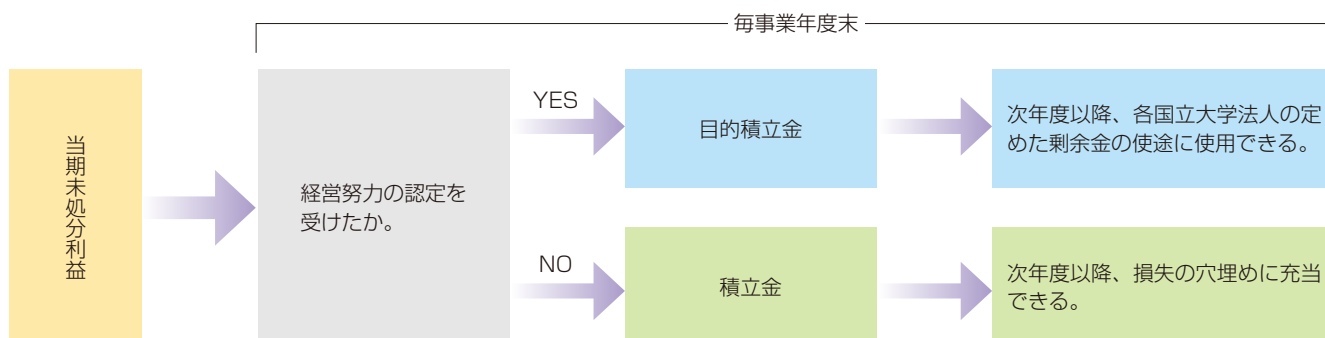 毎事業年度末
当期未処分利益
経営努力の認定を
受けたか。
YES
目的積立金
次年度以降、各国立大学法人の定
めた剰余金の使途に使用できる。
NO
積立金
次年度以降、損失の穴埋めに充当
できる。